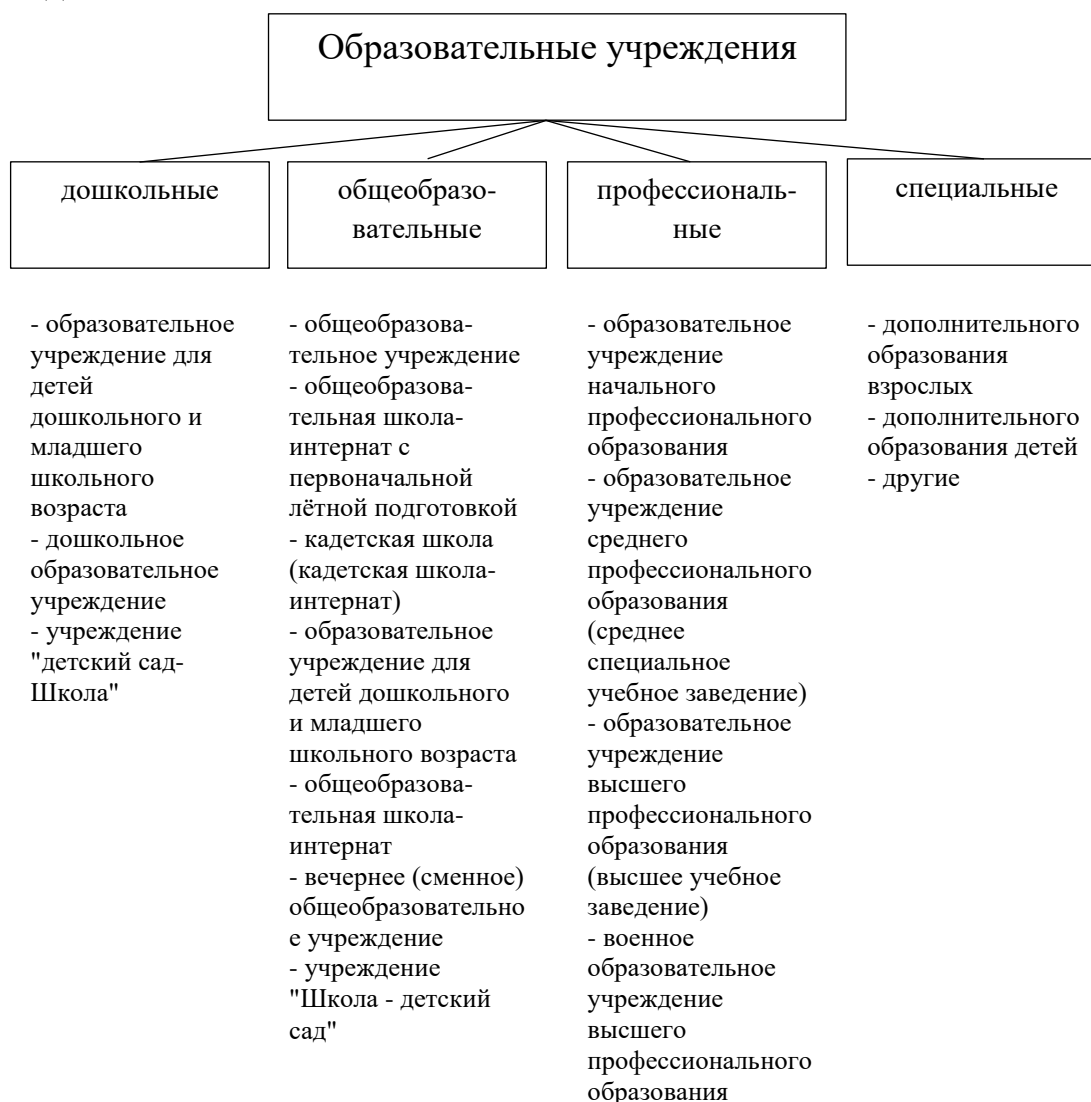 Образовательные учреждения
дошкольные
общеобразо-
вательные
профессиональ-
ные
специальные
- образовательное
учреждение для
детей
дошкольного и
младшего
школьного
возраста
- дошкольное
образовательное
учреждение
- учреждение
"детский сад-
Школа"
- общеобразова-
тельное учреждение
- общеобразова-
тельная школа-
интернат с
первоначальной
лётной подготовкой
- кадетская школа
(кадетская школа-
интернат)
- образовательное
учреждение для
детей дошкольного
и младшего
школьного возраста
- общеобразова-
тельная школа-
интернат
- вечернее (сменное)
общеобразовательно
е учреждение
- учреждение
"Школа - детский
сад"
- образовательное
учреждение
начального
профессионального
образования
- образовательное
учреждение
среднего
профессионального
образования
(среднее
специальное
учебное заведение)
- образовательное
учреждение
высшего
профессионального
образования
(высшее учебное
заведение)
- военное
образовательное
учреждение
высшего
профессионального
образования
- дополнительного
образования
взрослых
- дополнительного
образования детей
- другие